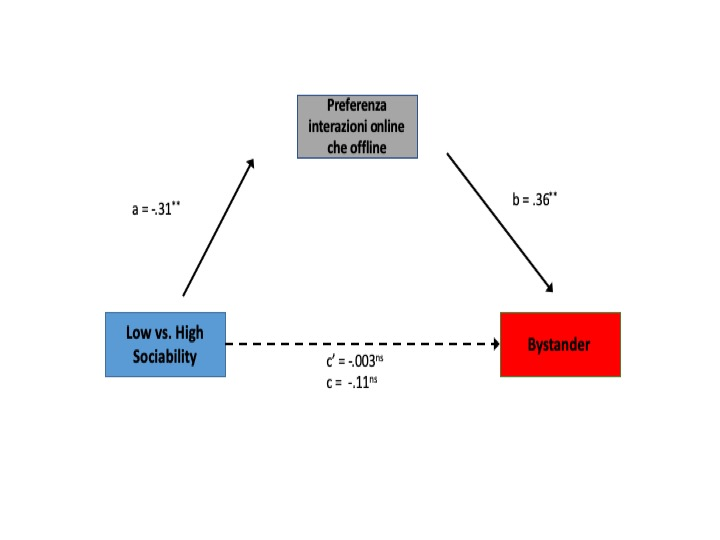 Preferenza
interazioni online
che offline
a = -.31**
b = .36**
Low vs. High
Sociability
Bystander
c’ = -.003ns
c = -.11ns